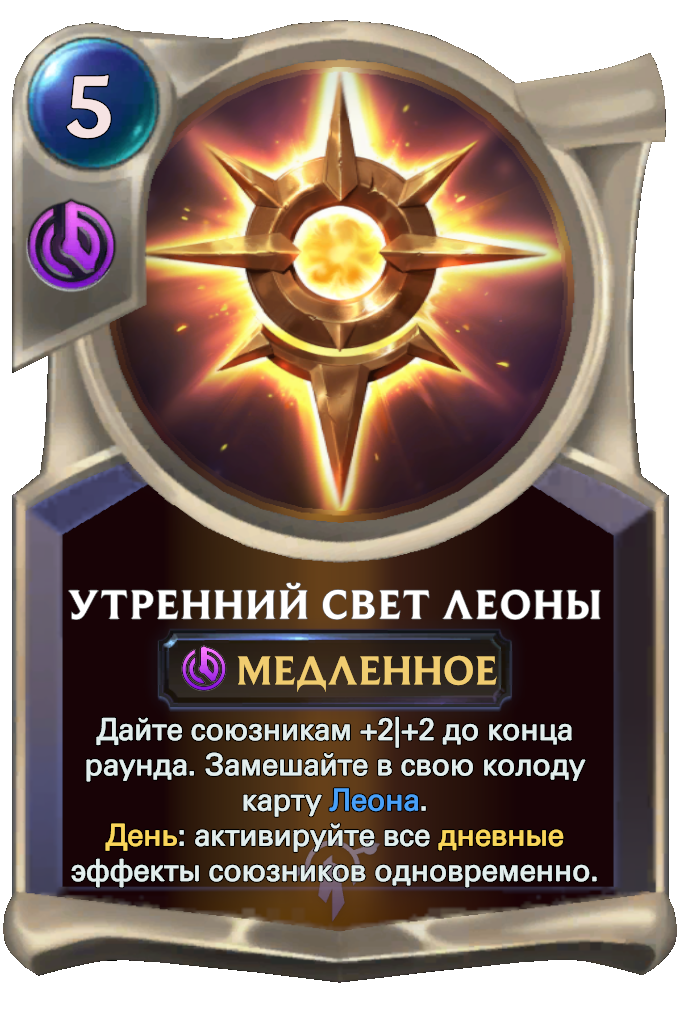 5
УТРЕННИЙ СВЕТ ЛЕОНЫ
МЕДЛЕННОЕ
Дайте союзникам +2|+2 до конца
раунда. Замешайте в свою колоду
карту Леона.
День: активируйте все дневные
эффекты союзников одновременно.